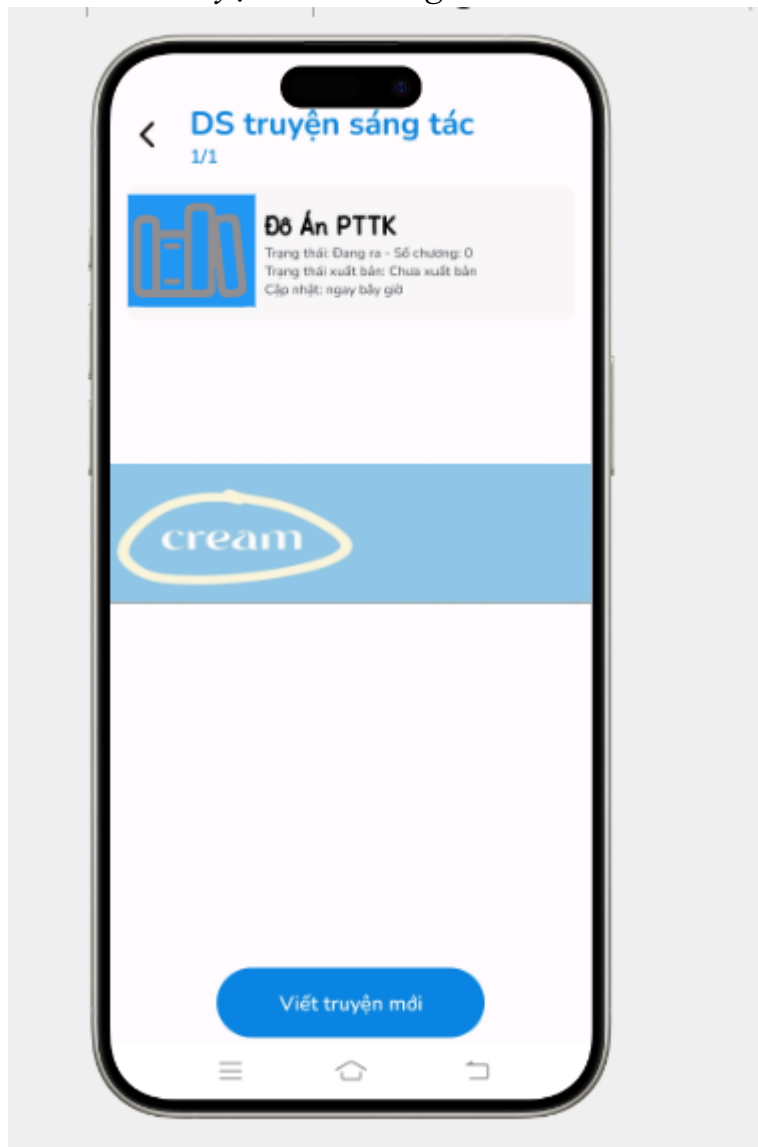 DS truyện sáng tác
1/1
Đồ Án PTTK
Trạng thái: Đang ra - Số chương: 0
Trạng thái xuất bản: Chưa xuất bản
Cập nhật: ngay bây giờ
cream
Viết truyện mới